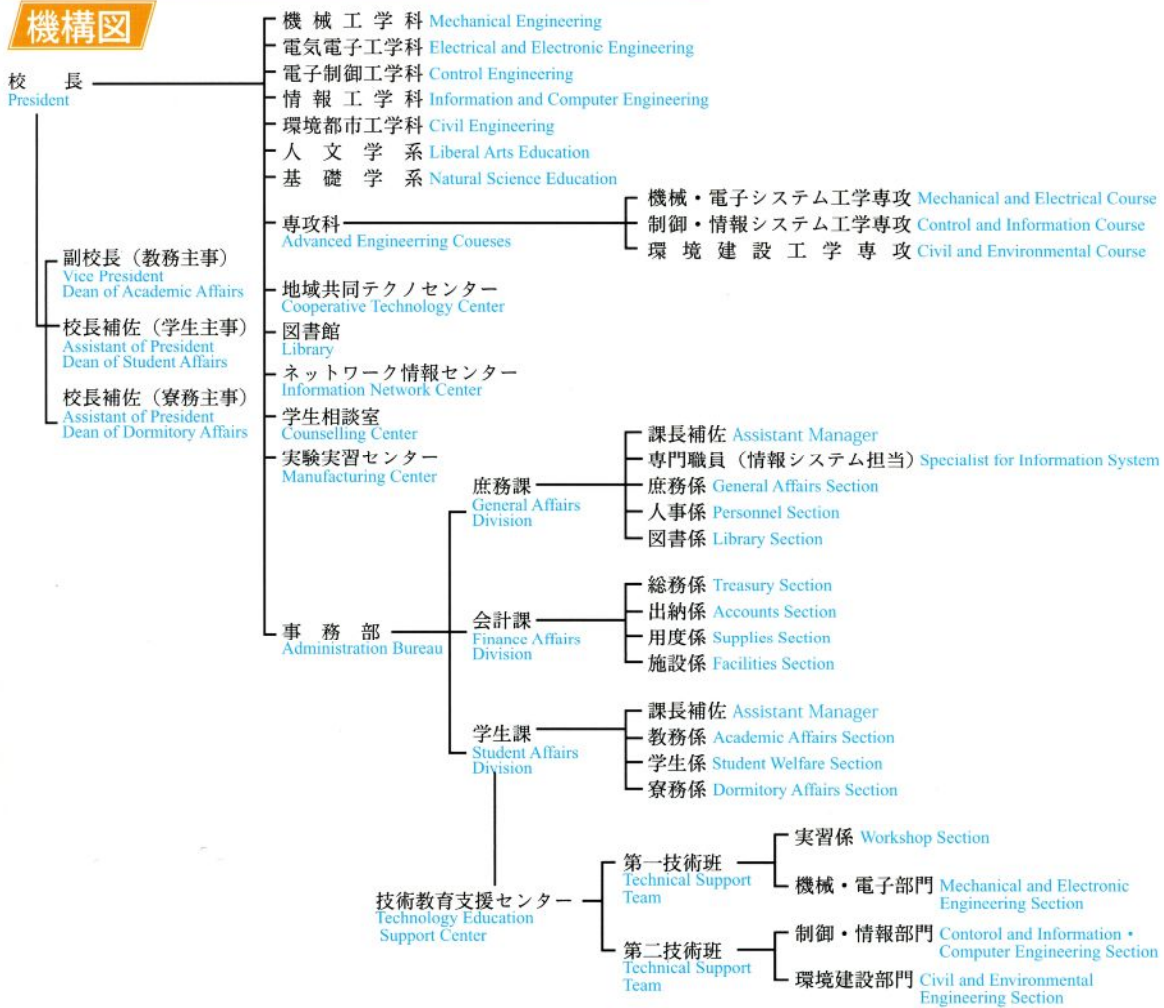 機構図
校長
President
機械工学科 Mechanical Engineering
電気電子工学科 Electrical and Electronic Engineering
電子制御工学科 Control Engineering
情報工学科 Information and Computer Engineering
環境都市工学科 Civil Engineering
人文学系 Liberal Arts Education
基礎学系 Natural Science Education
専攻科
Advanced Engineerring Coueses
機械・電子システム工学専攻 Mechanical and Electrical Course
制御・情報システム工学専攻 Control and Information Course
環境建設工学専攻 Civil and Environmental Course
副校長（教務主事）
Vice President
Dean of Academic Affairs
校長補佐（学生主事）
Assistant of President
Dean of Student Affairs
校長補佐（寮務主事）
Assistant of President
Dean of Dormitory Affairs
地域共同テクノセンター
Cooperative Technology Center
図書館
Library
ネットワーク情報センター
Information Network Center
学生相談室
Counselling Center
実験実習センター
Manufacturing Center
事務部
Administration Bureau
庶務課
General Affairs
Division
課長補佐 Assistant Manager
専門職員（情報システム担当）Specialist for Information System
庶務係 General Affairs Section
人事係 Personnel Section
図書係 Library Section
会計課
Finance Affairs
Division
総務係 Treasury Section
出納係 Accounts Section
用度係 Supplies Section
施設係 Facilities Section
学生課
Student Affairs
Division
課長補佐 Assistant Manager
教務係 Academic Affairs Section
学生係 Student Welfare Section
寮務係 Dormitory Affairs Section
技術教育支援センター
Technology Education
Support Center
第一技術班
Technical Support
Team
実習係 Workshop Section
機械・電子部門 Mechanical and Electronic
Engineering Section
第二技術班
Technical Support
Team
制御・情報部門 Contorol and Information・
Computer Engineering Section
環境建設部門 Civil and Environmental
Engineering Section